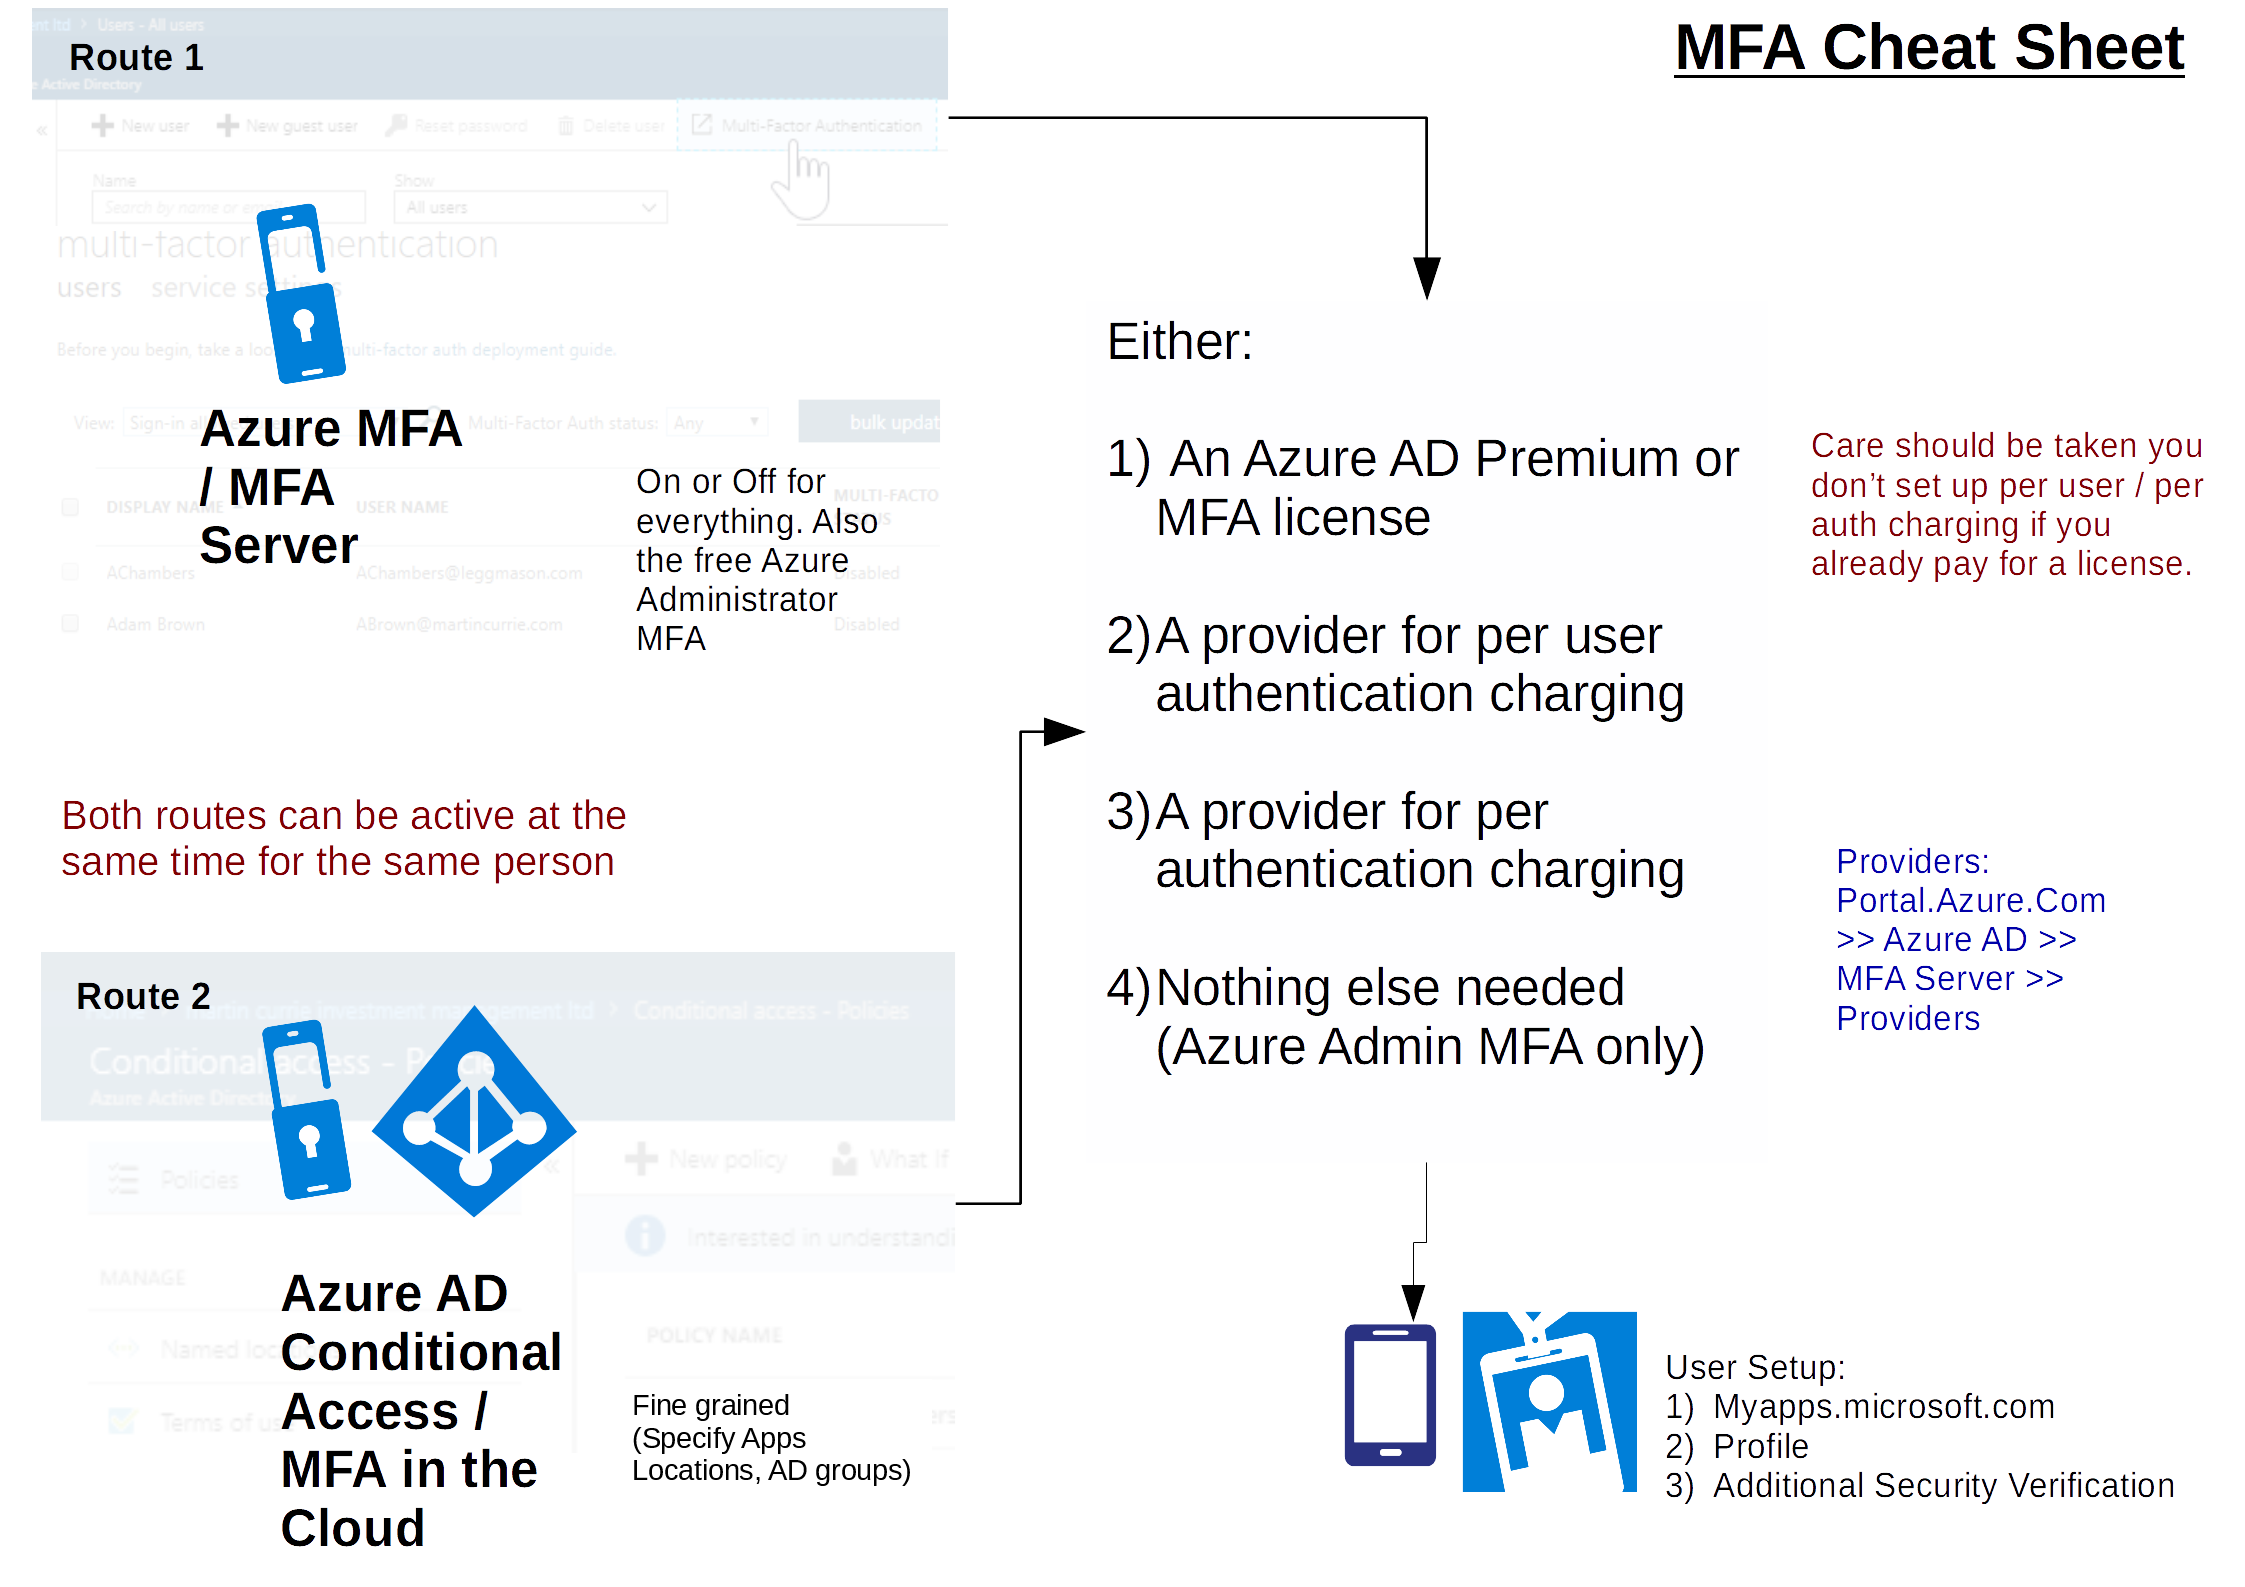 MFA Cheat Sheet
ent ltd > Users - All users
Route 1
e Active Directory
« New user New guest user Reset password Delete user Multi-Factor Authentication
Name Show
Search by name or em All users
multi-factor authentication
users service settings
Before you begin, take a loo multi-factor auth deployment guide.
View: Sign-in al Multi-Factor Auth status: Any bulk updat
Azure MFA
/ MFA
Server
DISPLAY NAME USER NAME MULTI-FACTO
AChambers AChambers@leggmason.com Disabled
Adam Brown ABrown@martincurrie.com Disabled
On or Off for
everything. Also
the free Azure
Administrator
MFA
Either:
1) An Azure AD Premium or
MFA license
2) A provider for per user
authentication charging
3) A provider for per
authentication charging
4) Nothing else needed
(Azure Admin MFA only)
Care should be taken you
don’t set up per user / per
auth charging if you
already pay for a license.
Providers:
Portal.Azure.Com
>> Azure AD >>
MFA Server >>
Providers
Both routes can be active at the
same time for the same person
Route 2
martin currie investment management ltd > Conditional access - Policies
Conditional access - Policies
Azure Active Directory
Policies « New policy What If
Interested in understandi
MANAGE
POLICY NAME
Named loca
Terms of us
Azure AD
Conditional
Access /
MFA in the
Cloud
Fine grained
(Specify Apps
Locations, AD groups)
User Setup:
1) Myapps.microsoft.com
2) Profile
3) Additional Security Verification